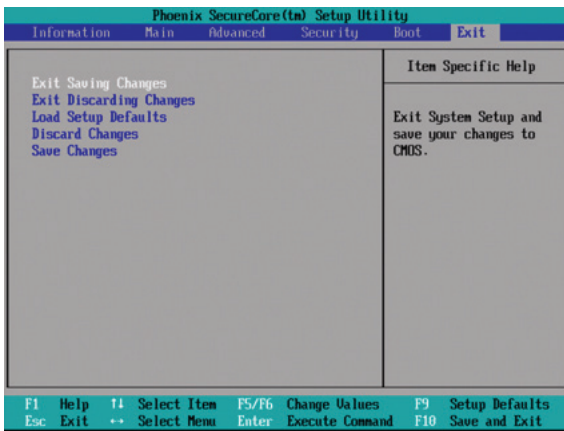 Phoenix SecureCore(tm) Setup Utility
Information Main Advanced Security Boot Exit
Item Specific Help
Exit Saving Changes
Exit Discarding Changes
Load Setup Defaults
Discard Changes
Save Changes
Exit System Setup and
save your changes to
CMOS.
F1 Help ↑↓ Select Item F5/F6 Change Values F9 Setup Defaults
Esc Exit ↔ Select Menu Enter Execute Command F10 Save and Exit